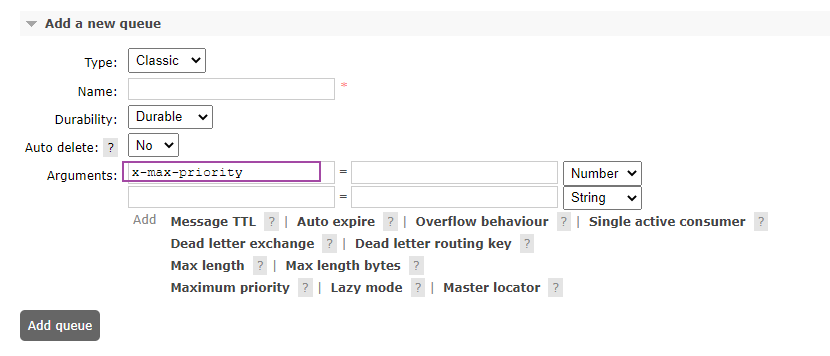 Add a new queue
Type: Classic
Name: *
Durability: Durable
Auto delete: ? No
Arguments: x-max-priority = Number
= String
Add Message TTL ? | Auto expire ? | Overflow behaviour ? | Single active consumer ?
Dead letter exchange ? | Dead letter routing key ?
Max length ? | Max length bytes ?
Maximum priority ? | Lazy mode ? | Master locator ?
Add queue